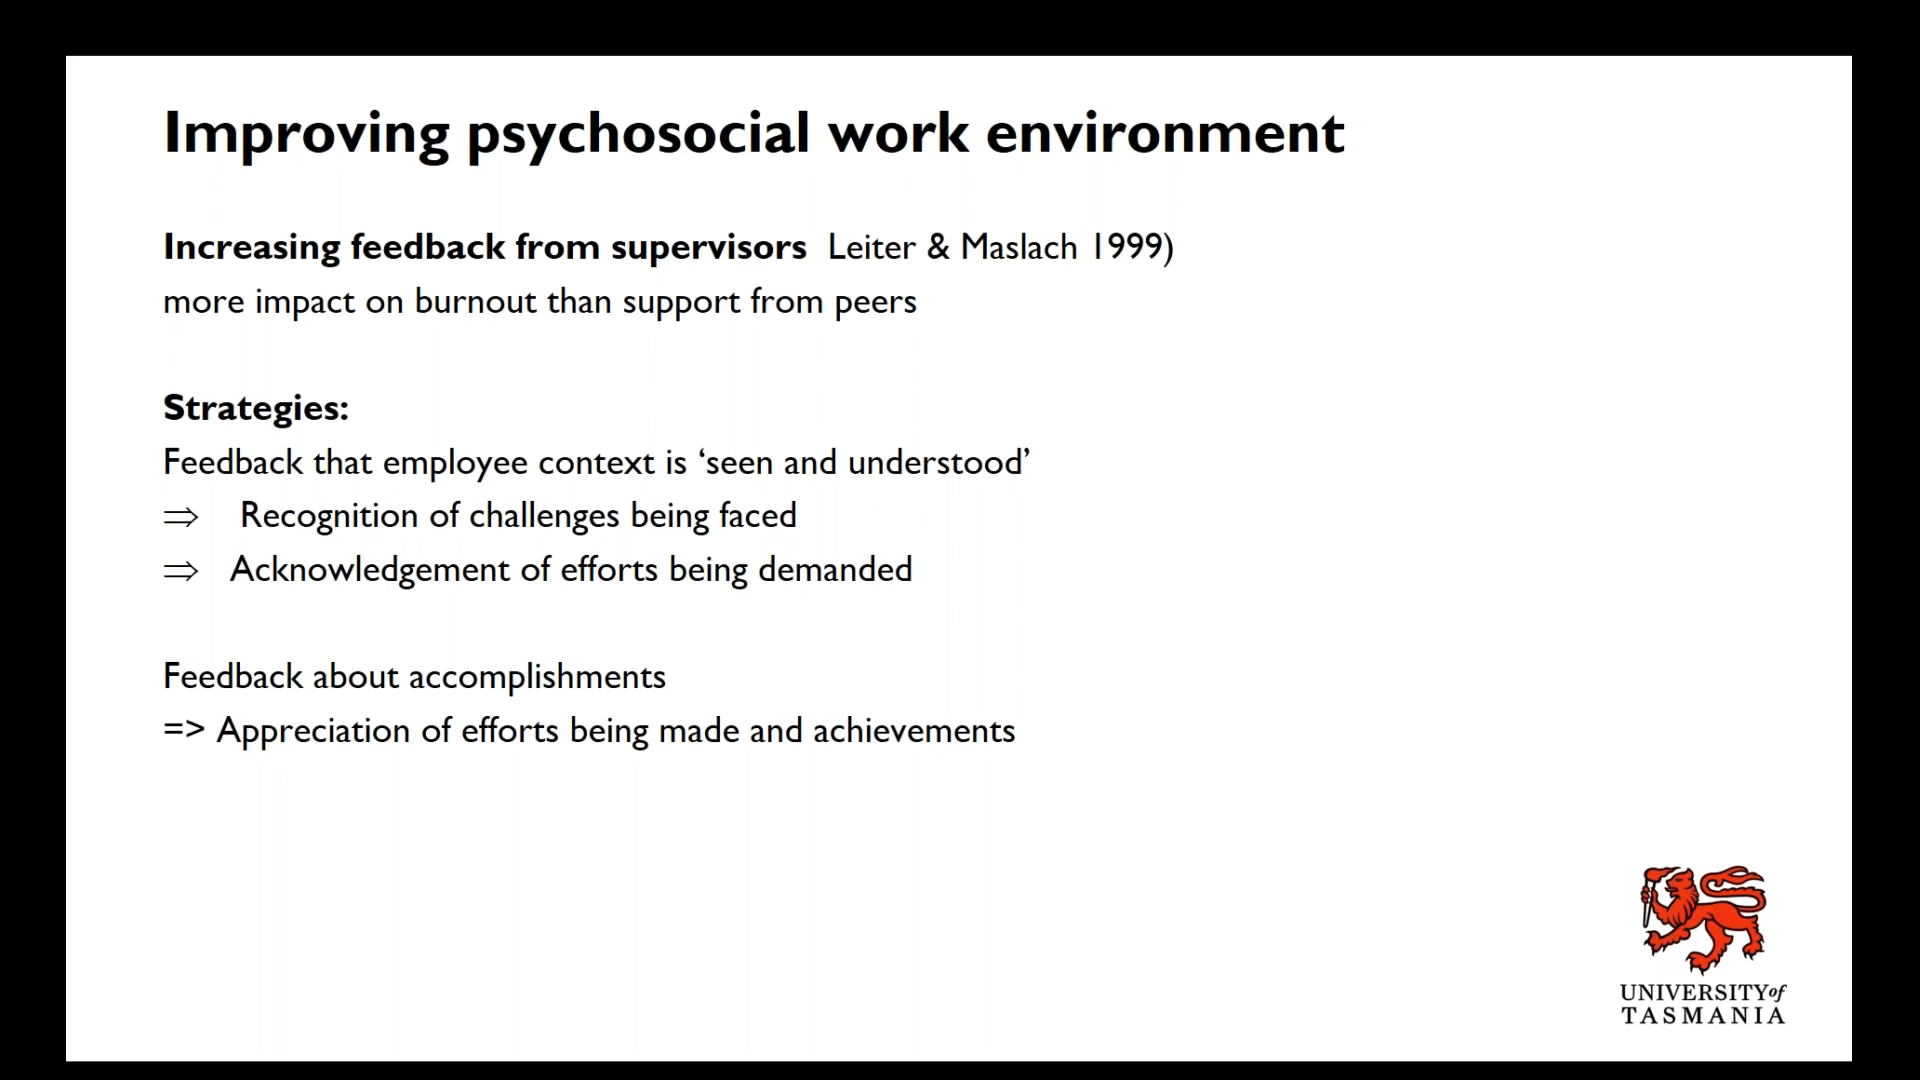 Improving psychosocial work environment
Increasing feedback from supervisors Leiter & Maslach 1999)
more impact on burnout than support from peers
Strategies:
Feedback that employee context is ‘seen and understood’
⇒ Recognition of challenges being faced
⇒ Acknowledgement of efforts being demanded
Feedback about accomplishments
=> Appreciation of efforts being made and achievements
UNIVERSITY of
TASMANIA